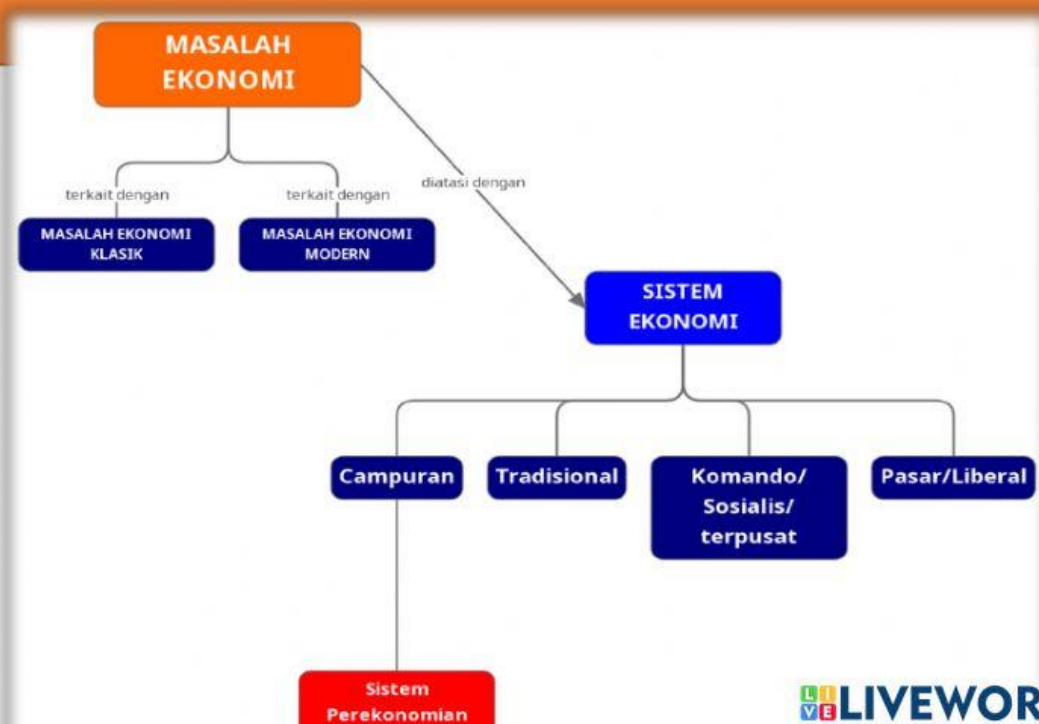 MASALAH
EKONOMI
terkait dengan
terkait dengan
diatasi dengan
MASALAH EKONOMI
KLASIK
MASALAH EKONOMI
MODERN
SISTEM
EKONOMI
Campuran
Tradisional
Komando/
Sosialis/
terpusat
Pasar/Liberal
Sistem
Perekonomian
LIVE
LIVEWOR